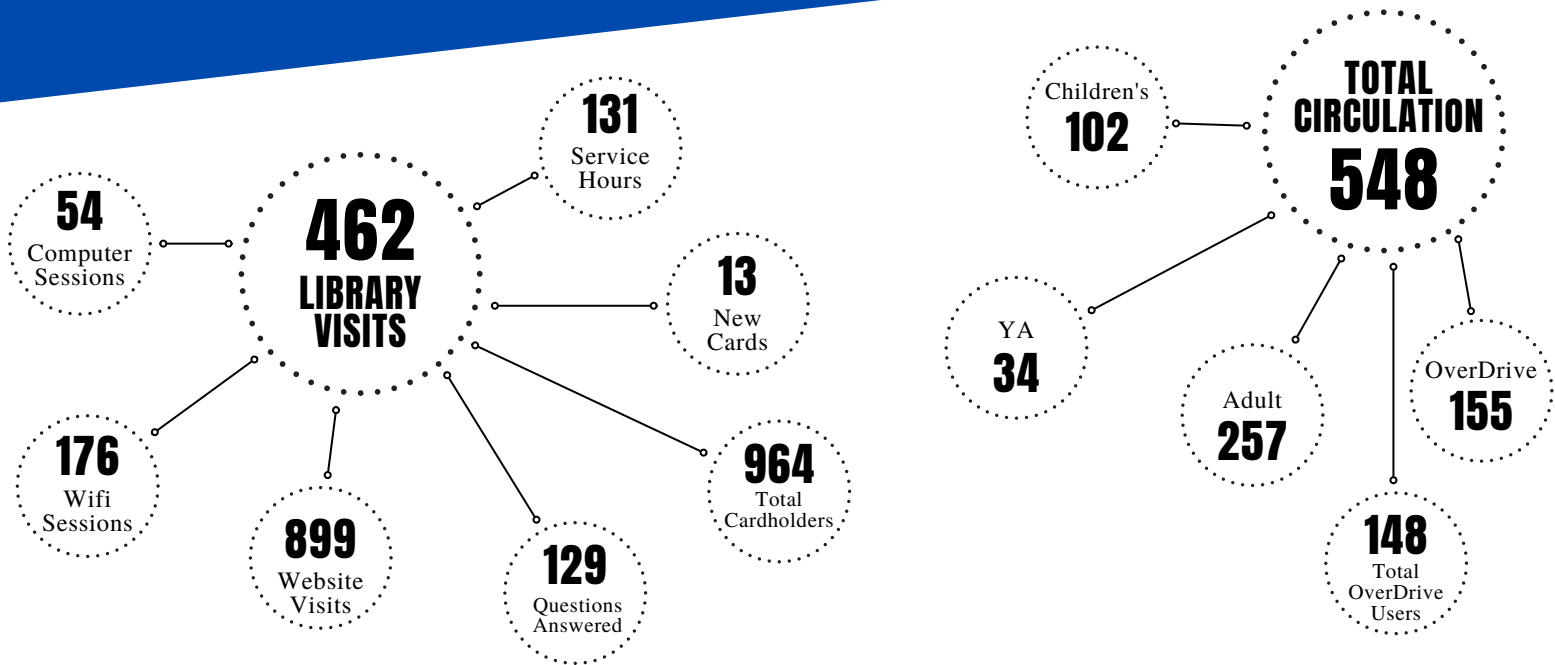 131
Service
Hours
54
Computer
Sessions
462
LIBRARY
VISITS
13
New
Cards
176
Wifi
Sessions
899
Website
Visits
129
Questions
Answered
964
Total
Cardholders
TOTAL
CIRCULATION
548
Children's
102
YA
34
Adult
257
OverDrive
155
148
Total
OverDrive
Users